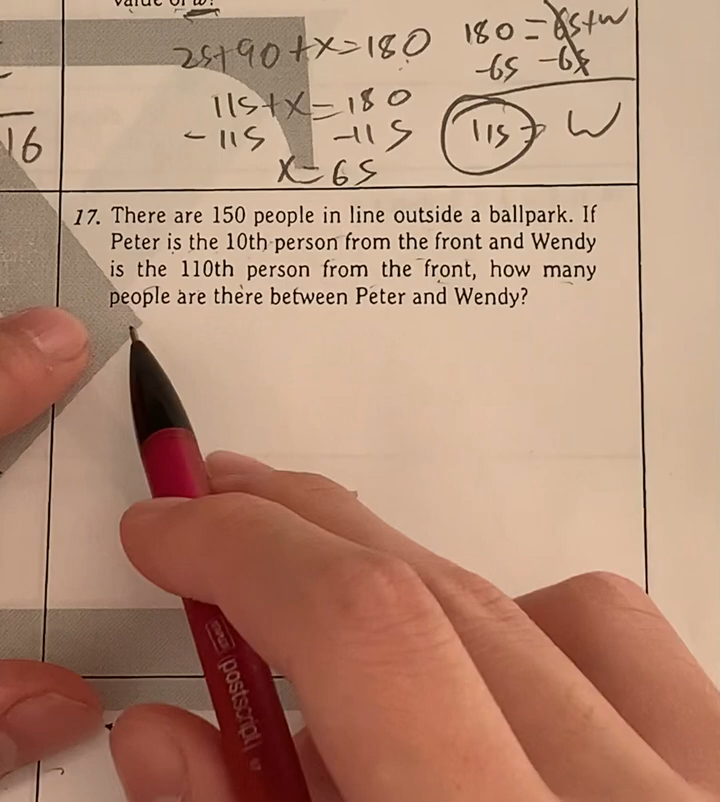 value of w?
25+90+x=180
180=65+w
-65 -65
115+x=180
-115 -115
115=w
x=65
16
17. There are 150 people in line outside a ballpark. If
Peter is the 10th person from the front and Wendy
is the 110th person from the front, how many
people are there between Peter and Wendy?
postscript